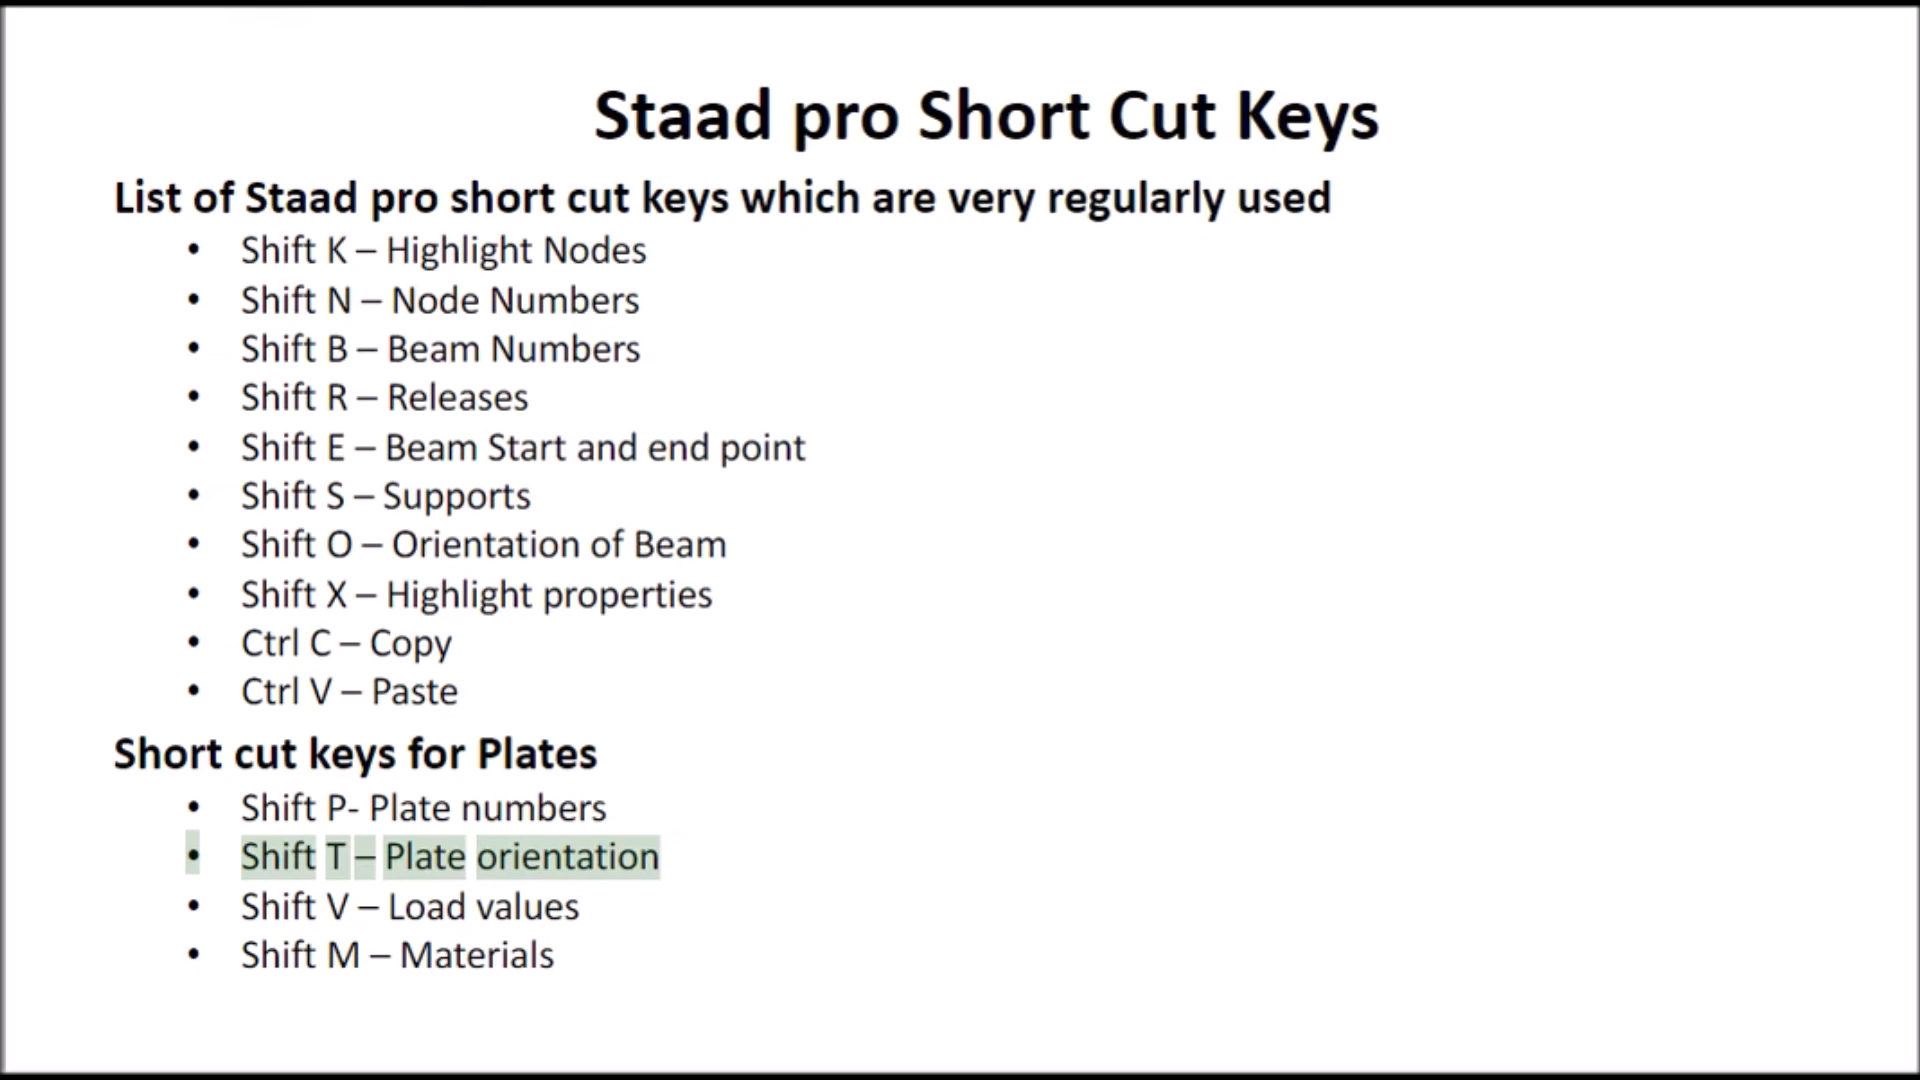 Staad pro Short Cut Keys
List of Staad pro short cut keys which are very regularly used
• Shift K – Highlight Nodes
• Shift N – Node Numbers
• Shift B – Beam Numbers
• Shift R – Releases
• Shift E – Beam Start and end point
• Shift S – Supports
• Shift O – Orientation of Beam
• Shift X – Highlight properties
• Ctrl C – Copy
• Ctrl V – Paste
Short cut keys for Plates
• Shift P- Plate numbers
• Shift T – Plate orientation
• Shift V – Load values
• Shift M – Materials